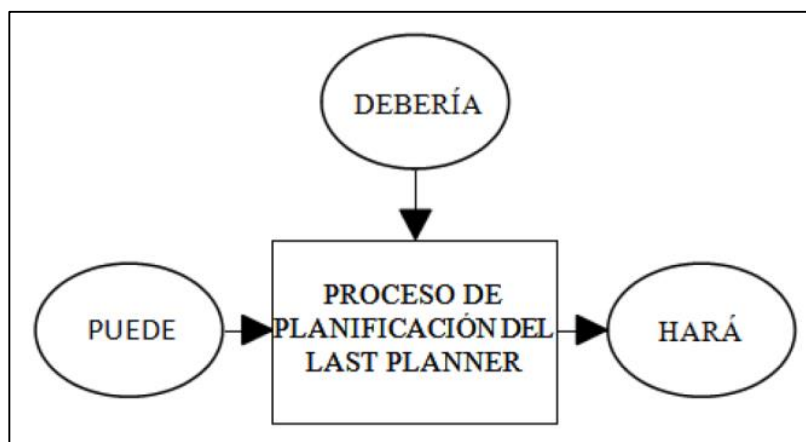 DEBERÍA
PUEDE
PROCESO DE
PLANIFICACIÓN DEL
LAST PLANNER
HARÁ